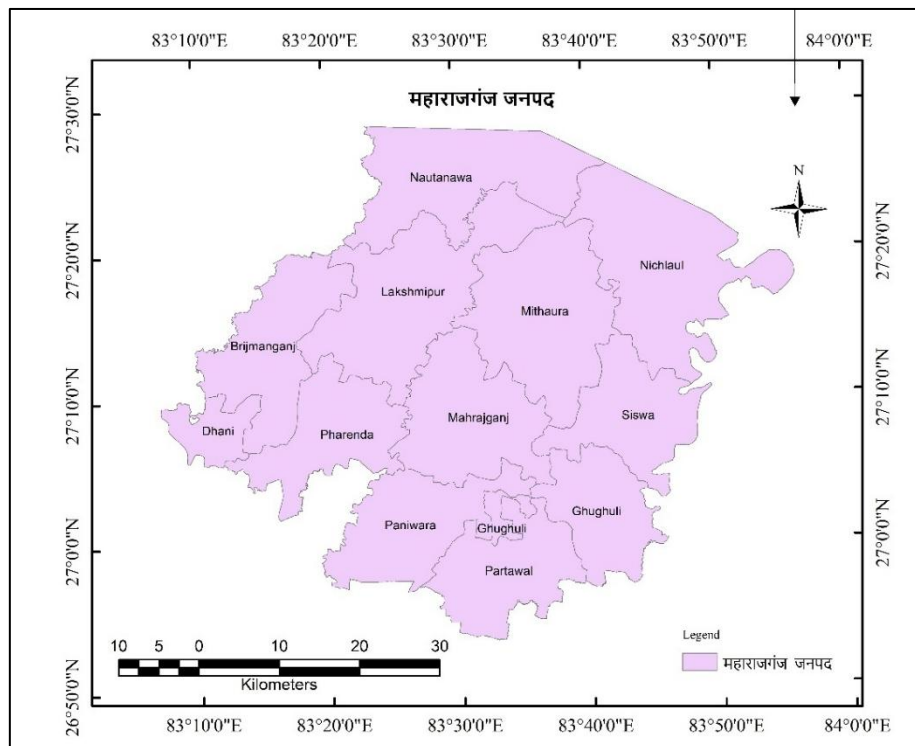 83°10'0"E 83°20'0"E 83°30'0"E 83°40'0"E 83°50'0"E 84°0'0"E
महाराजगंज जनपद
27°30'0"N
27°20'0"N
27°10'0"N
27°0'0"N
26°50'0"N
27°20'0"N
27°10'0"N
27°0'0"N
N
Nautanawa
Nichlaul
Lakshmipur
Mithaura
Brijmanganj
Mahrajganj
Siswa
Dhani
Pharenda
Ghughuli
Paniwara
Ghughuli
Partawal
Legend
महाराजगंज जनपद
10 5 0 10 20 30
Kilometers
83°10'0"E 83°20'0"E 83°30'0"E 83°40'0"E 83°50'0"E 84°0'0"E